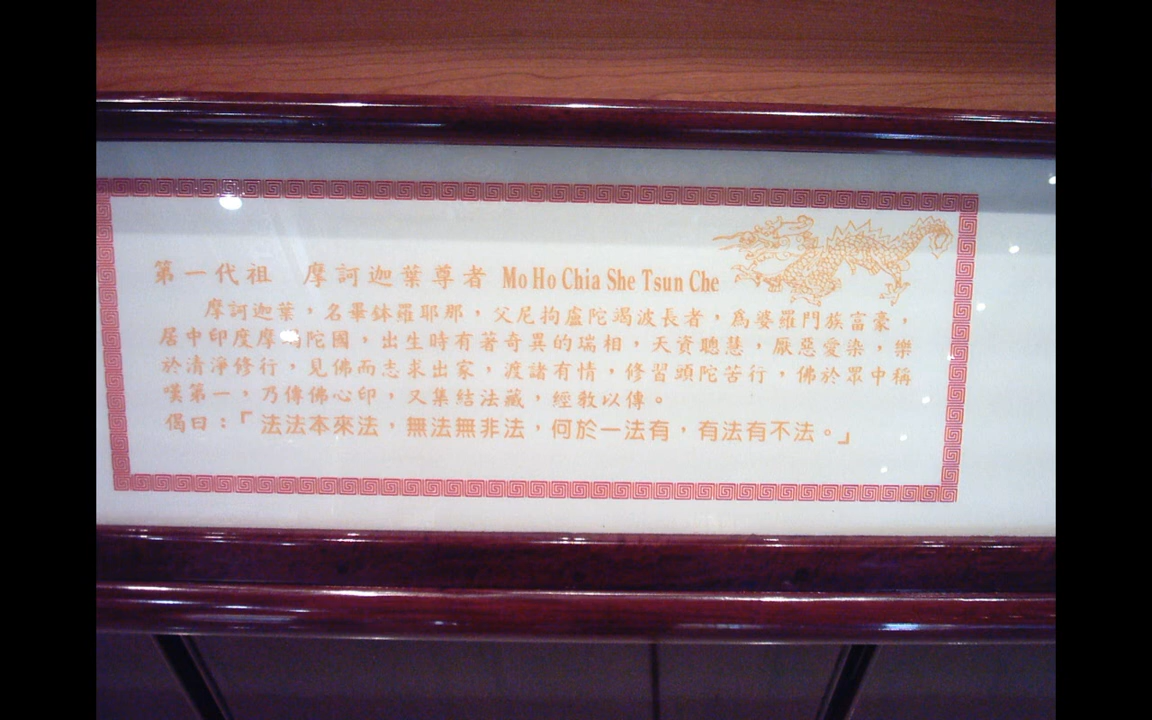 第一代祖 摩訶迦葉尊者 Mo Ho Chia She Tsun Che
摩訶迦葉，名畢鉢羅耶那，父尼拘盧陀竭波長者，為婆羅門族富豪，
居中印度摩陀國，出生時有著奇異的瑞相，天資聰慧，厭惡愛染，樂
於清淨修行，見佛而志求出家，渡諸有情，修習頭陀苦行，佛於眾中稱
嘆第一，乃傳佛心印，又集結法藏，經教以傳。
偈曰：「法法本來法，無法無非法，何於一法有，有法有不法。」